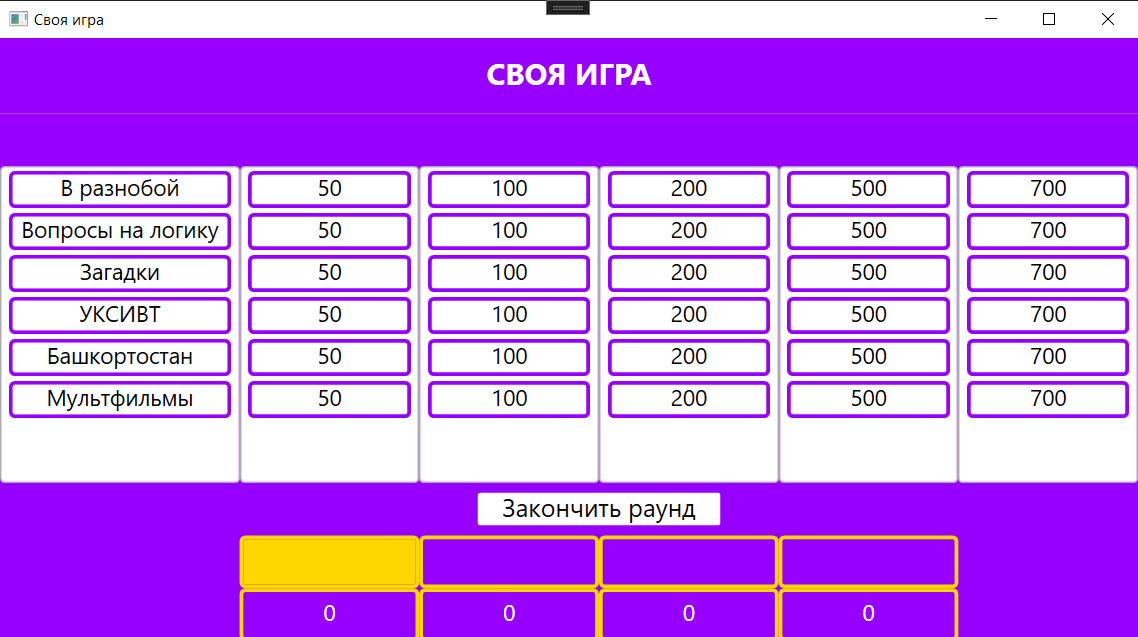 Своя игра
СВОЯ ИГРА
В разнобой 50 100 200 500 700
Вопросы на логику 50 100 200 500 700
Загадки 50 100 200 500 700
УКСИВТ 50 100 200 500 700
Башкортостан 50 100 200 500 700
Мультфильмы 50 100 200 500 700
Закончить раунд
0 0 0 0